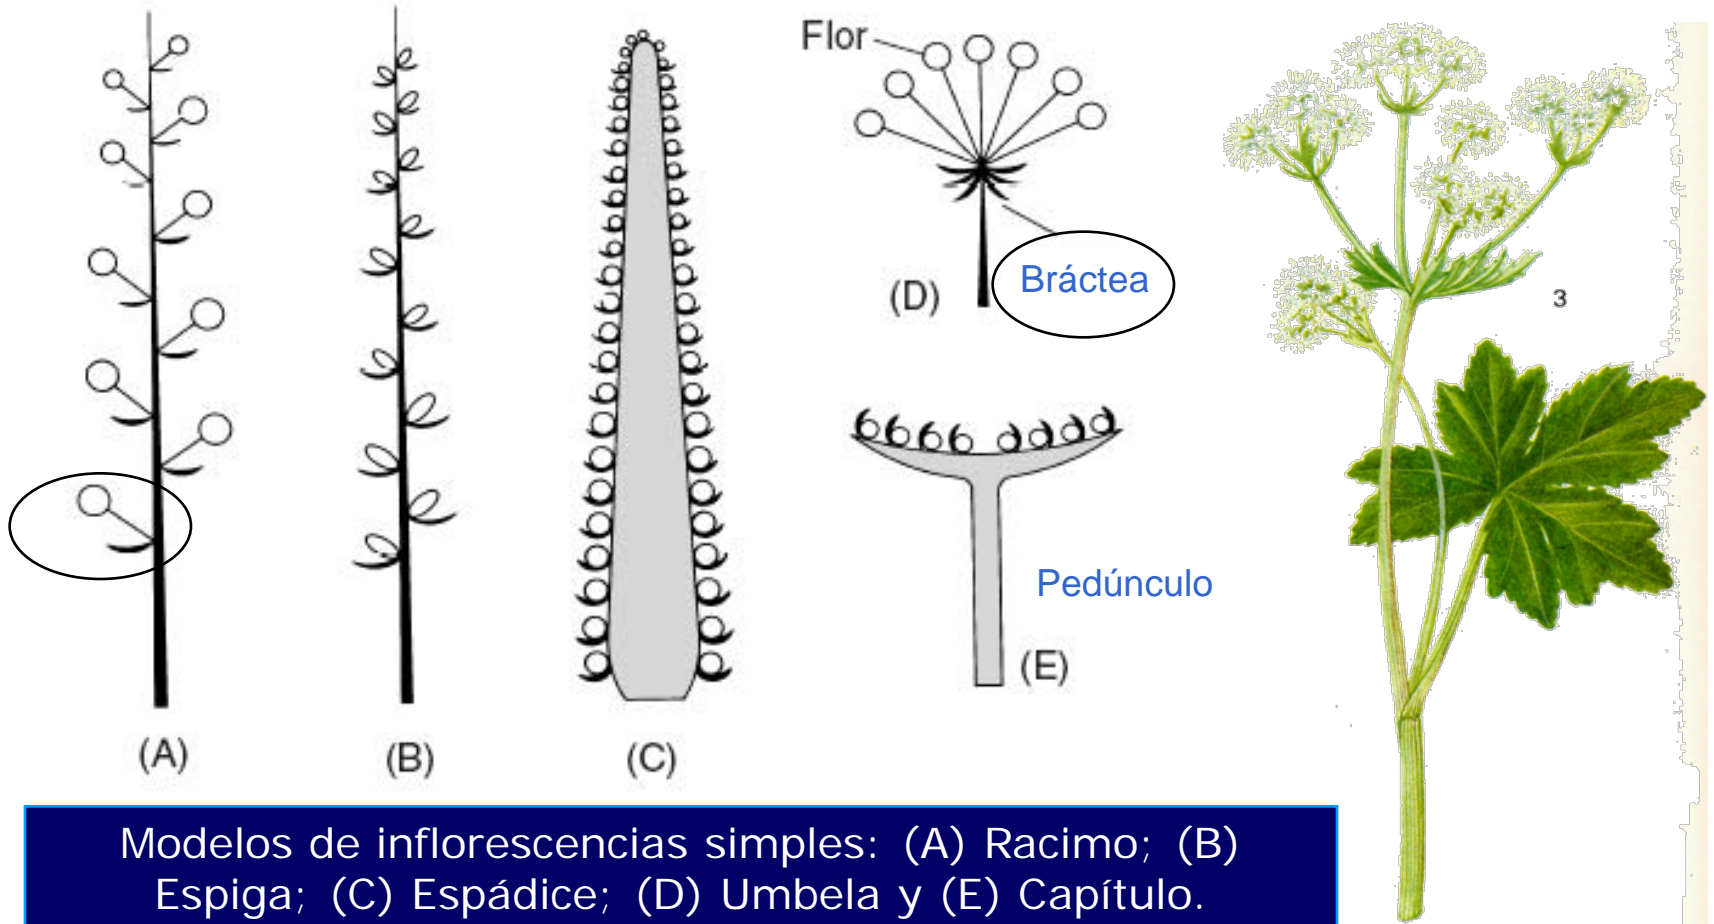 Flor
Bráctea
(D)
3
Pedúnculo
(E)
(A)
(B)
(C)
Modelos de inflorescencias simples: (A) Racimo; (B)
Espiga; (C) Espádice; (D) Umbela y (E) Capítulo.